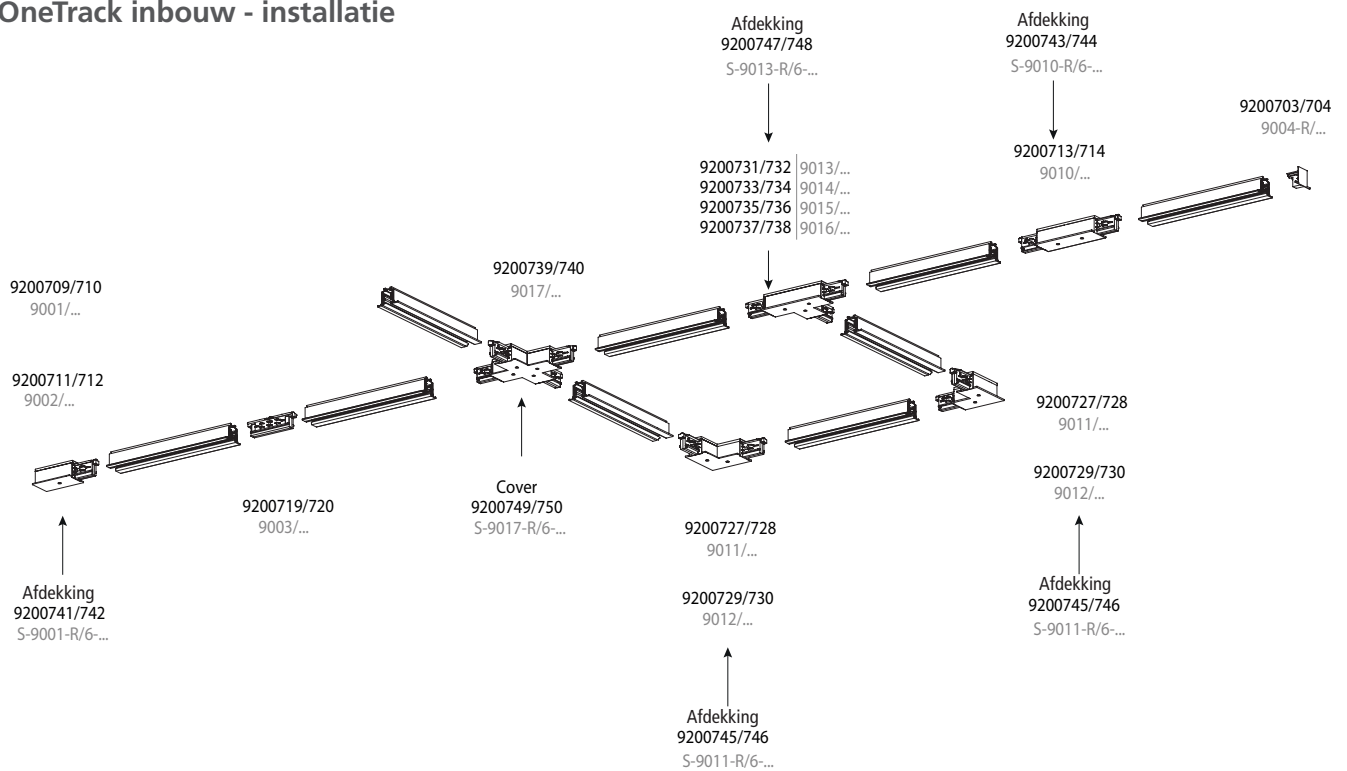 OneTrack inbouw - installatie
Afdekking
9200747/748
S-9013-R/6-...
Afdekking
9200743/744
S-9010-R/6-...
9200703/704
9004-R/...
9200731/732 9013/...
9200733/734 9014/...
9200735/736 9015/...
9200737/738 9016/...
9200713/714
9010/...
9200709/710
9001/...
9200739/740
9017/...
9200711/712
9002/...
9200727/728
9011/...
9200729/730
9012/...
9200719/720
9003/...
Cover
9200749/750
S-9017-R/6-...
9200727/728
9011/...
9200729/730
9012/...
Afdekking
9200741/742
S-9001-R/6-...
Afdekking
9200745/746
S-9011-R/6-...
Afdekking
9200745/746
S-9011-R/6-...